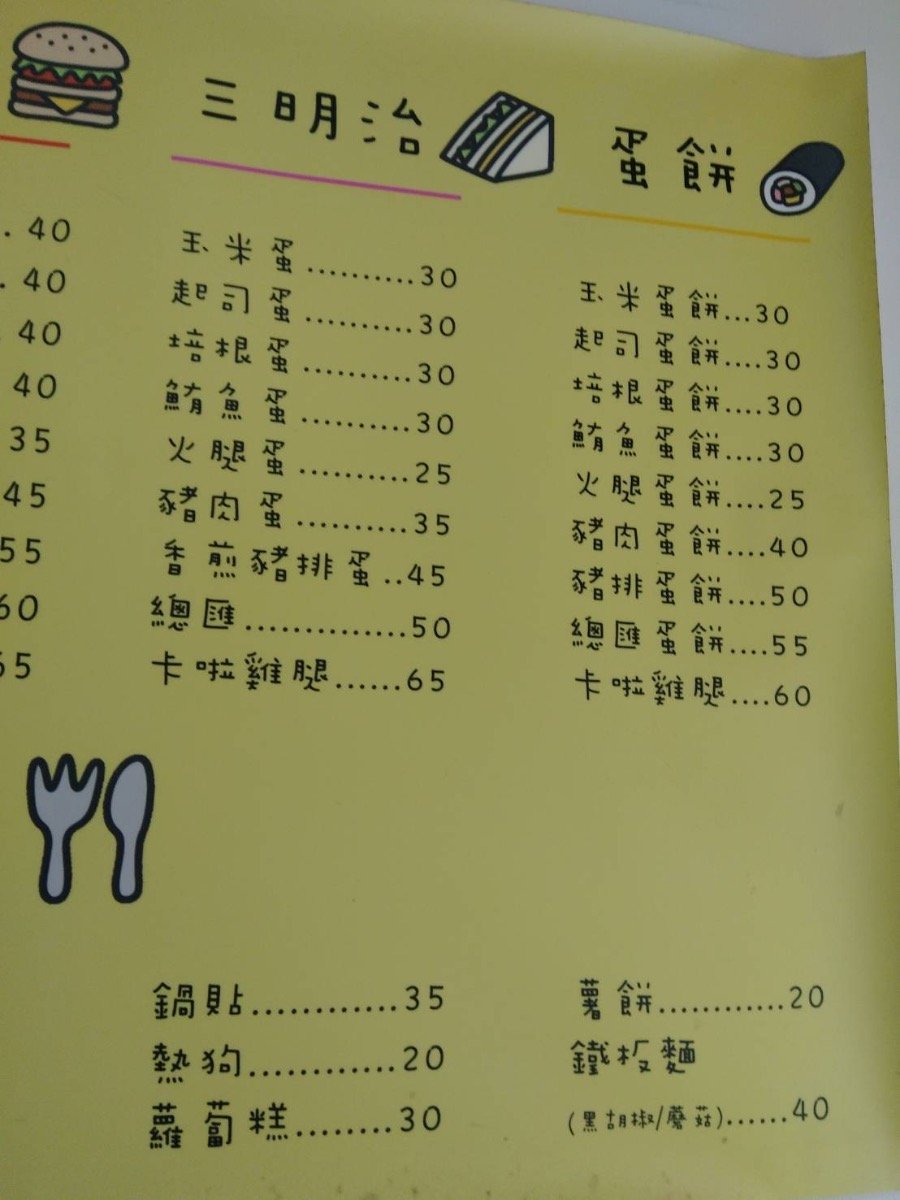 三明治
玉米蛋..........30
起司蛋..........30
培根蛋..........30
鮪魚蛋..........30
火腿蛋..........25
豬肉蛋..........35
香煎豬排蛋..45
總匯...............50
卡啦雞腿......65
蛋餅
玉米蛋餅...30
起司蛋餅....30
培根蛋餅....30
鮪魚蛋餅....30
火腿蛋餅....25
豬肉蛋餅....40
豬排蛋餅....50
總匯蛋餅....55
卡啦雞腿....60
.40
.40
.40
40
35
45
55
60
65
鍋貼............35
熱狗............20
蘿蔔糕........30
薯餅............20
鐵板麵
(黑胡椒/蘑菇)......40